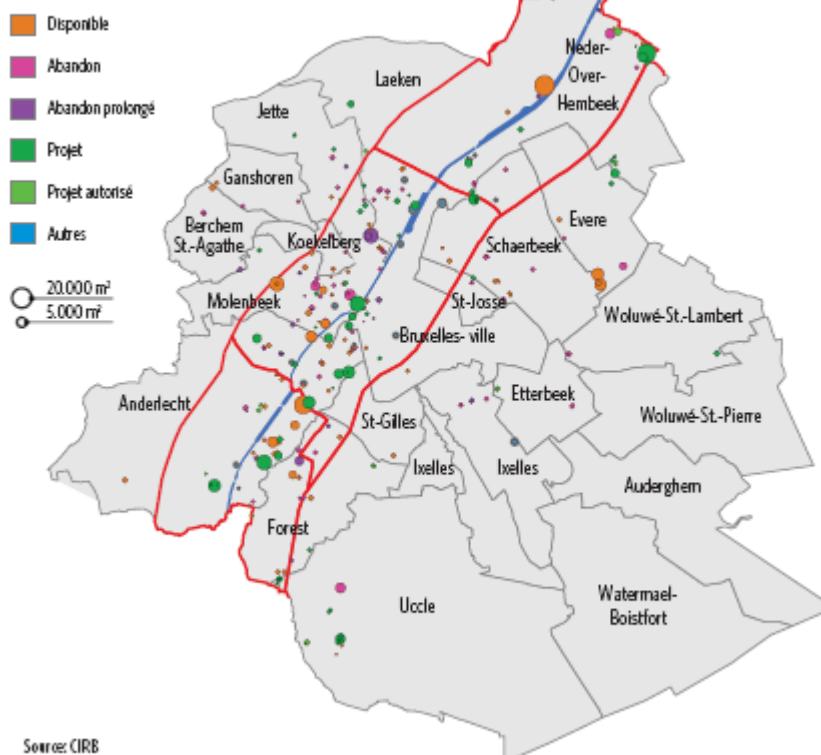 Disponible
Abandon
Abandon prolongé
Projet
Projet autorisé
Autres
20.000 m²
5.000 m²
Neder-
Over-
Hembeek
Laeken
Jette
Ganshoren
Berchem
St.-Agathe
Koekelberg
Evere
Schaerbeek
Molenbeek
St-Josse
Woluwé-St.-Lambert
Bruxelles- ville
Anderlecht
Etterbeek
Woluwé-St.-Pierre
St-Gilles
Ixelles
Ixelles
Auderghem
Forest
Uccle
Watermael-
Boistfort
Source: CIRB